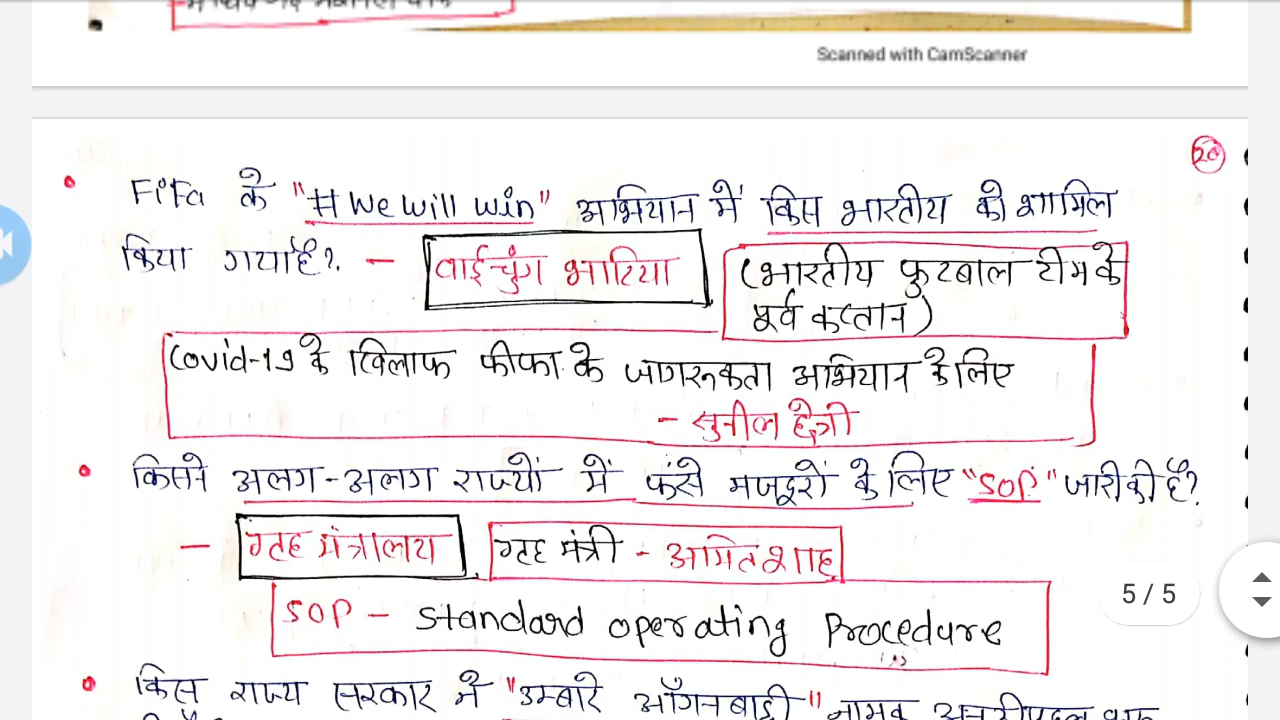 Scanned with CamScanner
20
FiFa के "#We will win" अभियान में किस भारतीय को शामिल
किया गया है? - वाईचुंग भाटिया (भारतीय फुटबाल टीम के
पूर्व कप्तान)
Covid-19 के खिलाफ फीफा के जागरूकता अभियान के लिए
- सुनील छेत्री
किसने अलग-अलग राज्यों में फंसे मजदूरों के लिए "SOP" जारी की है?
- गृह मंत्रालय गृह मंत्री - अमित शाह
SOP - Standard operating Procedure
5 / 5
किस राज्य सरकार ने "उम्बारे आँगनबाड़ी" नामक